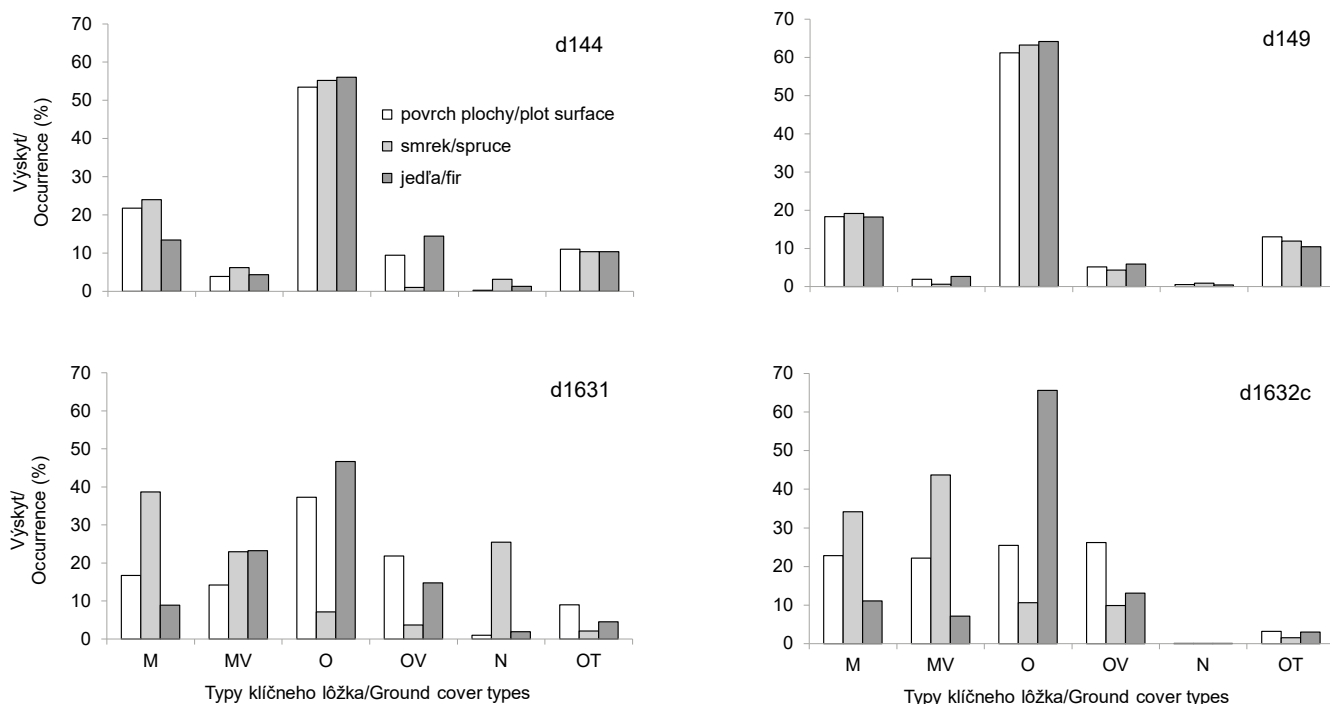 d144
70
60
50
40
30
20
10
0
Výskyt/
Occurrence (%)
povrch plochy/plot surface
smrek/spruce
jedľa/fir
d149
70
60
50
40
30
20
10
0
d1631
70
60
50
40
30
20
10
0
Výskyt/
Occurrence (%)
M MV O OV N OT
Typy klíčneho lôžka/Ground cover types
d1632c
70
60
50
40
30
20
10
0
M MV O OV N OT
Typy klíčneho lôžka/Ground cover types